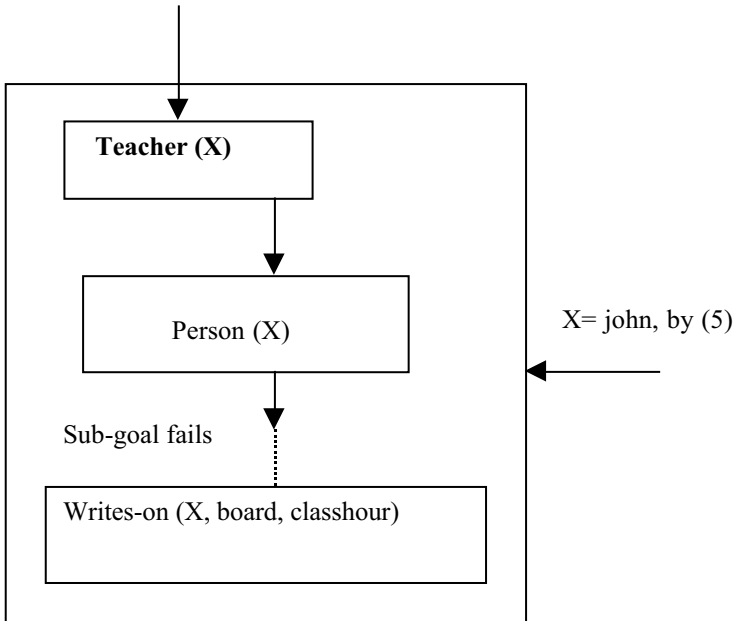 Teacher (X)
Person (X)
X= john, by (5)
Sub-goal fails
Writes-on (X, board, classhour)